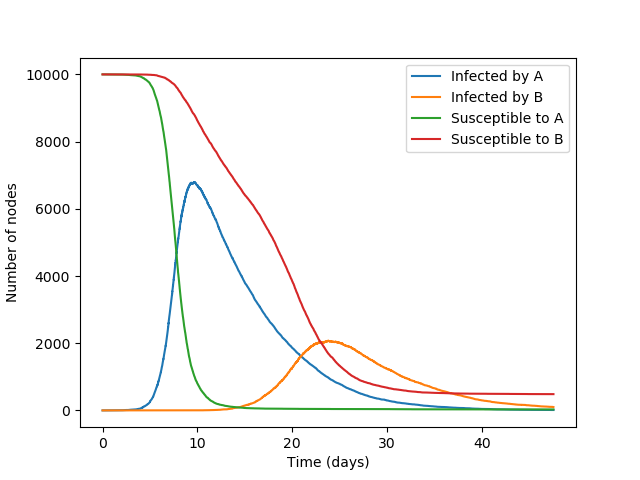 Infected by A
Infected by B
Susceptible to A
Susceptible to B
10000
8000
6000
4000
2000
0
Number of nodes
0 10 20 30 40
Time (days)